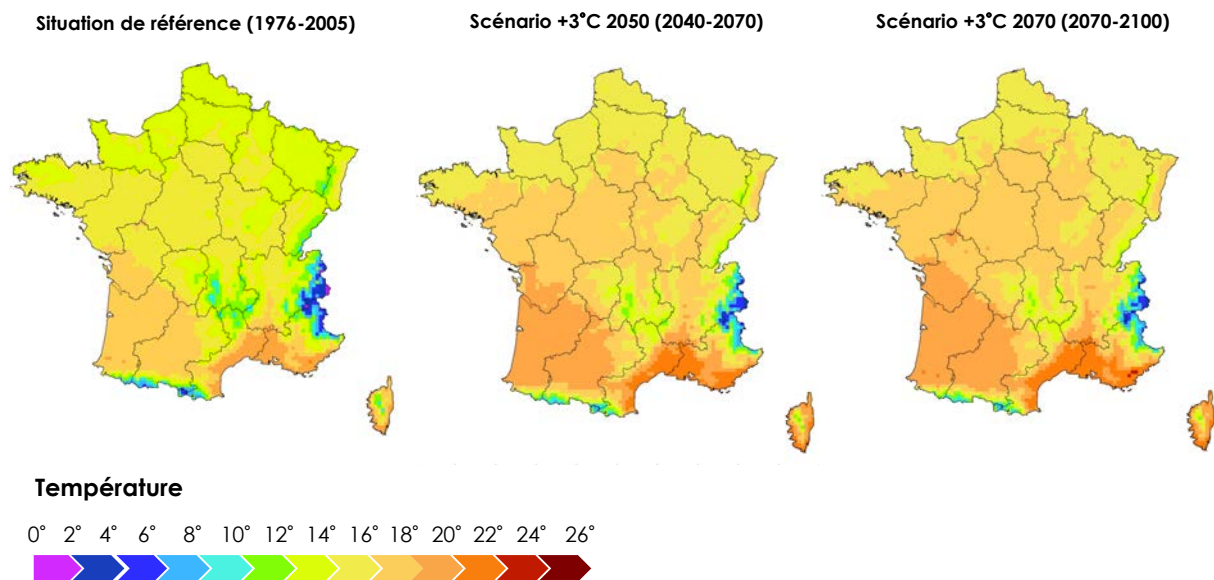 Situation de référence (1976-2005)
Scénario +3°C 2050 (2040-2070)
Scénario +3°C 2070 (2070-2100)
Température
0° 2° 4° 6° 8° 10° 12° 14° 16° 18° 20° 22° 24° 26°